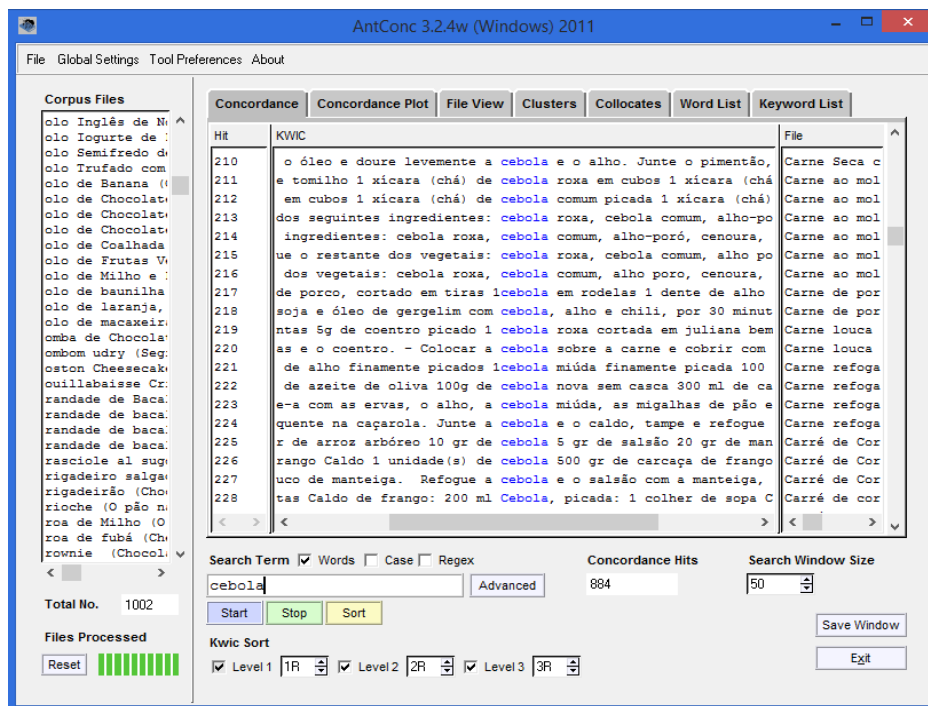 AntConc 3.2.4w (Windows) 2011
File Global Settings Tool Preferences About
Corpus Files
olo Inglês de N
olo Iogurte de
olo Semifredo d
olo Trufado com
olo de Banana (
olo de Chocolat
olo de Chocolat
olo de Chocolat
olo de Coalhada
olo de Frutas V
olo de Milho e
olo de baunilha
olo de laranja,
olo de macaxeir
omba de Chocola
ombom udry (Seg
oston Cheesecak
ouillabaisse Cr
randade de Baca
randade de baca
randade de baca
randade de baca
rasciole al sug
rigadeiro salga
rigadeirão (Cho
rioche (O pão n
roa de Milho (O
roa de fubá (Ch
rownie (Chocol
Total No. 1002
Files Processed
Reset
Concordance Concordance Plot File View Clusters Collocates Word List Keyword List
Hit KWIC File
210 o óleo e doure levemente a cebola e o alho. Junte o pimentão, Carne Seca c
211 e tomilho 1 xícara (chá) de cebola roxa em cubos 1 xícara (chá Carne ao mol
212 em cubos 1 xícara (chá) de cebola comum picada 1 xícara (chá) Carne ao mol
213 dos seguintes ingredientes: cebola roxa, cebola comum, alho-po Carne ao mol
214 ingredientes: cebola roxa, cebola comum, alho-poró, cenoura, Carne ao mol
215 ue o restante dos vegetais: cebola roxa, cebola comum, alho po Carne ao mol
216 dos vegetais: cebola roxa, cebola comum, alho poro, cenoura, Carne ao mol
217 de porco, cortado em tiras 1cebola em rodelas 1 dente de alho Carne de por
218 soja e óleo de gergelim com cebola, alho e chili, por 30 minut Carne de por
219 ntas 5g de coentro picado 1 cebola roxa cortada em juliana bem Carne louca
220 as e o coentro. - Colocar a cebola sobre a carne e cobrir com Carne louca
221 de alho finamente picados 1cebola miúda finamente picada 100 Carne refoga
222 de azeite de oliva 100g de cebola nova sem casca 300 ml de ca Carne refoga
223 e-a com as ervas, o alho, a cebola miúda, as migalhas de pão e Carne refoga
224 quente na caçarola. Junte a cebola e o caldo, tampe e refogue Carne refoga
225 r de arroz arbóreo 10 gr de cebola 5 gr de salsão 20 gr de man Carré de Cor
226 rango Caldo 1 unidade(s) de cebola 500 gr de carcaça de frango Carré de Cor
227 uco de manteiga. Refogue a cebola e o salsão com a manteiga, Carré de Cor
228 tas Caldo de frango: 200 ml Cebola, picada: 1 colher de sopa C Carré de cor
Search Term Words Case Regex Concordance Hits Search Window Size
cebola Advanced 884 50
Start Stop Sort
Save Window
Kwic Sort
Level 1 1R Level 2 2R Level 3 3R
Exit